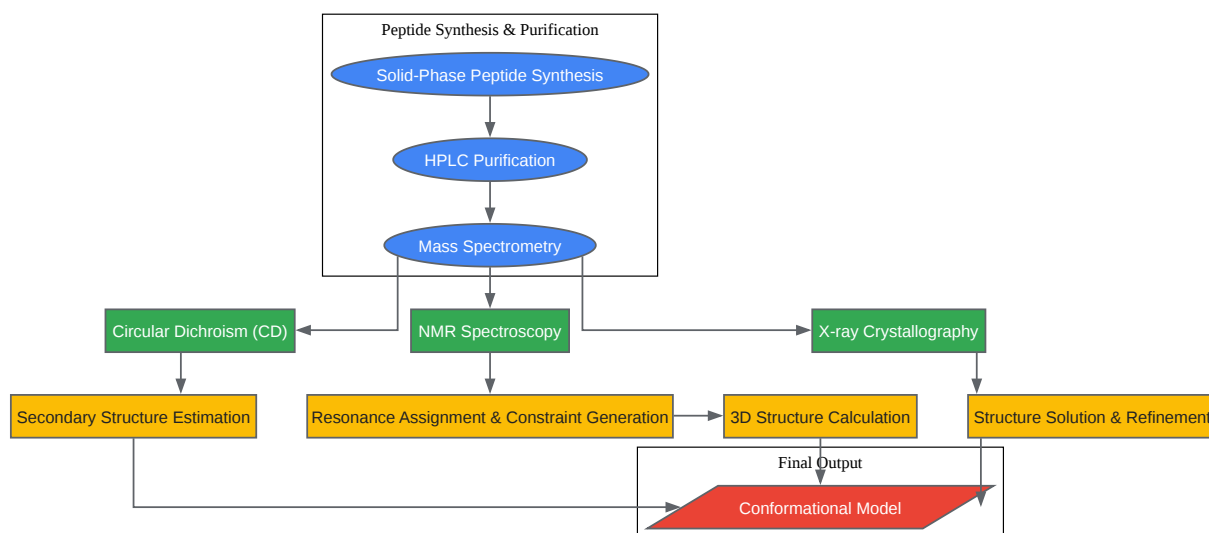 Peptide Synthesis & Purification
Solid-Phase Peptide Synthesis
HPLC Purification
Mass Spectrometry
Circular Dichroism (CD)
NMR Spectroscopy
X-ray Crystallography
Secondary Structure Estimation
Resonance Assignment & Constraint Generation
3D Structure Calculation
Structure Solution & Refinement
Final Output
Conformational Model